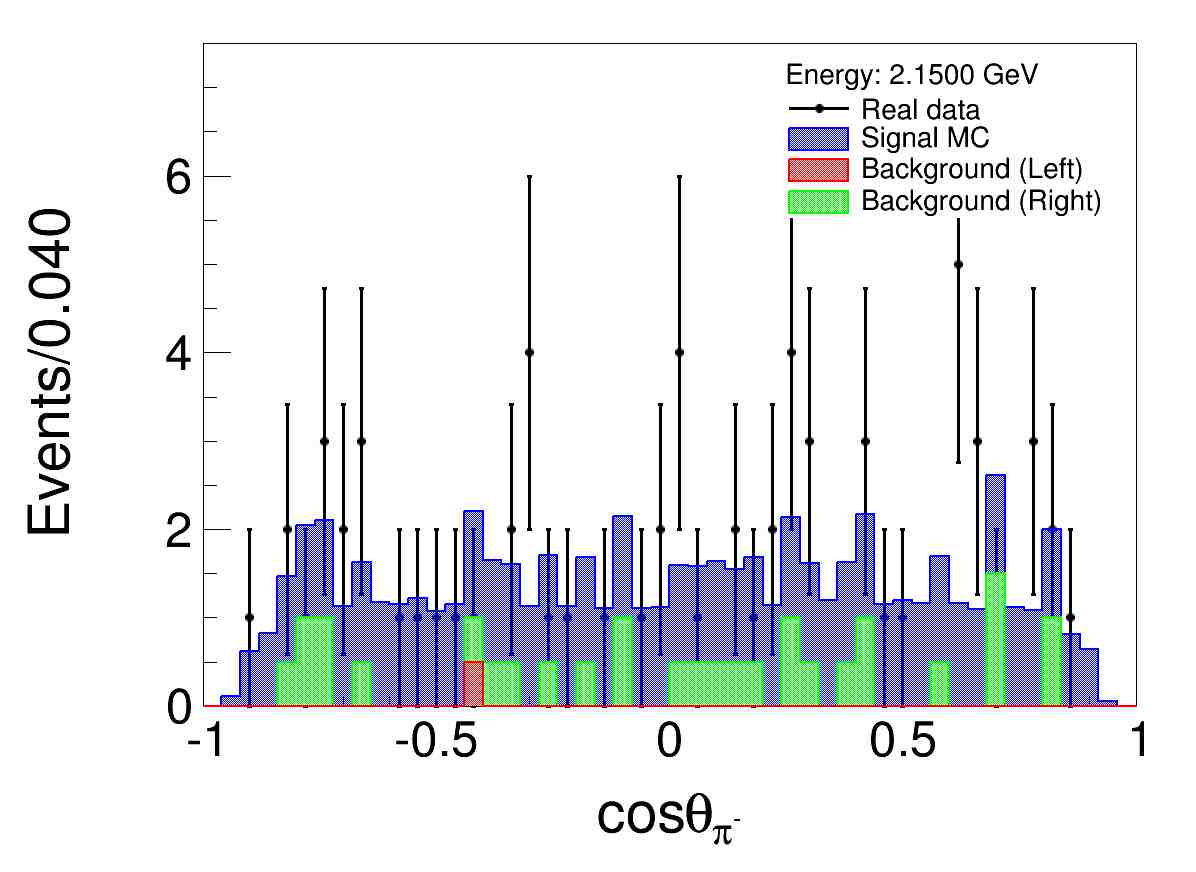 Energy: 2.1500 GeV
Real data
Signal MC
Background (Left)
Background (Right)
Events/0.040
6
4
2
0
-1
-0.5
0
0.5
1
cosθπ-